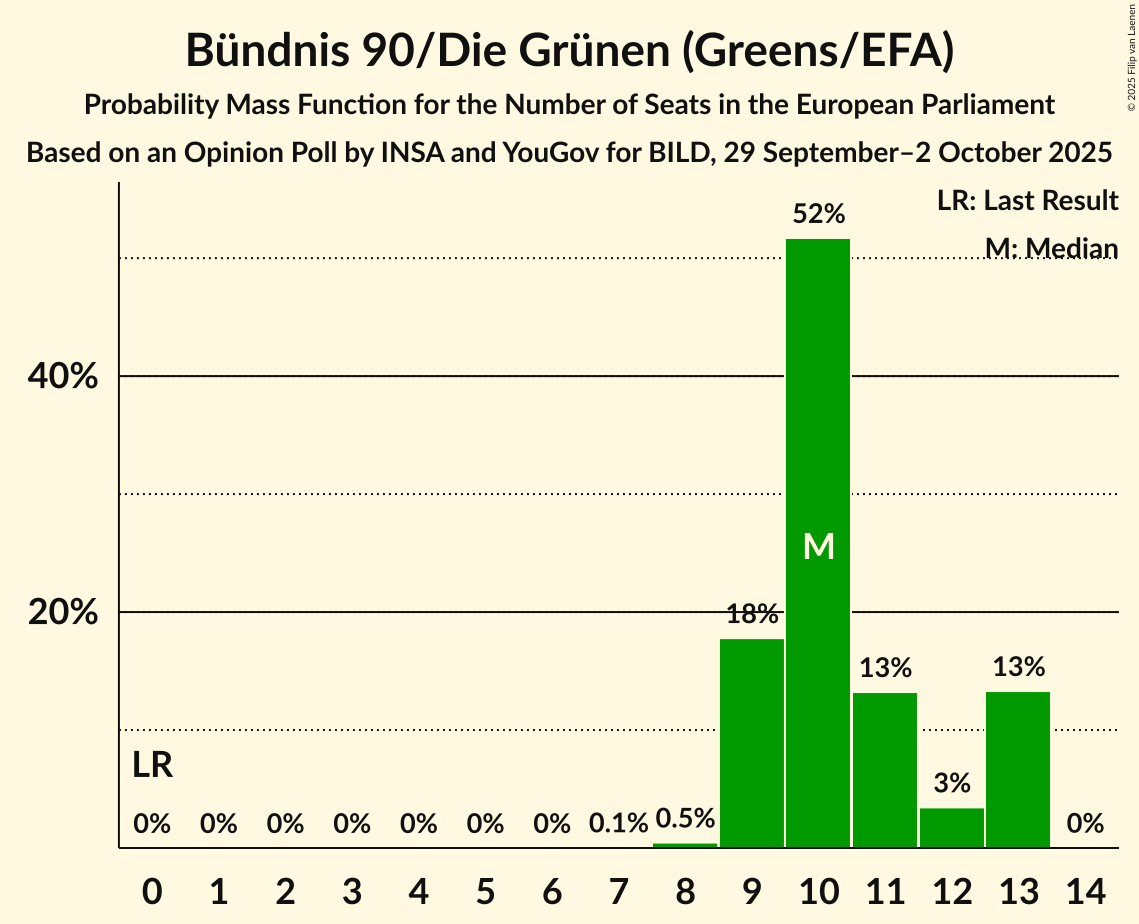 Bündnis 90/Die Grünen (Greens/EFA)
Probability Mass Function for the Number of Seats in the European Parliament
Based on an Opinion Poll by INSA and YouGov for BILD, 29 September–2 October 2025
© 2025 Filip van Laenen
LR: Last Result
M: Median
52%
40%
M
20%
18%
13%
13%
LR
3%
0%
0%
0%
0%
0%
0%
0%
0.1%
0.5%
0%
0 1 2 3 4 5 6 7 8 9 10 11 12 13 14